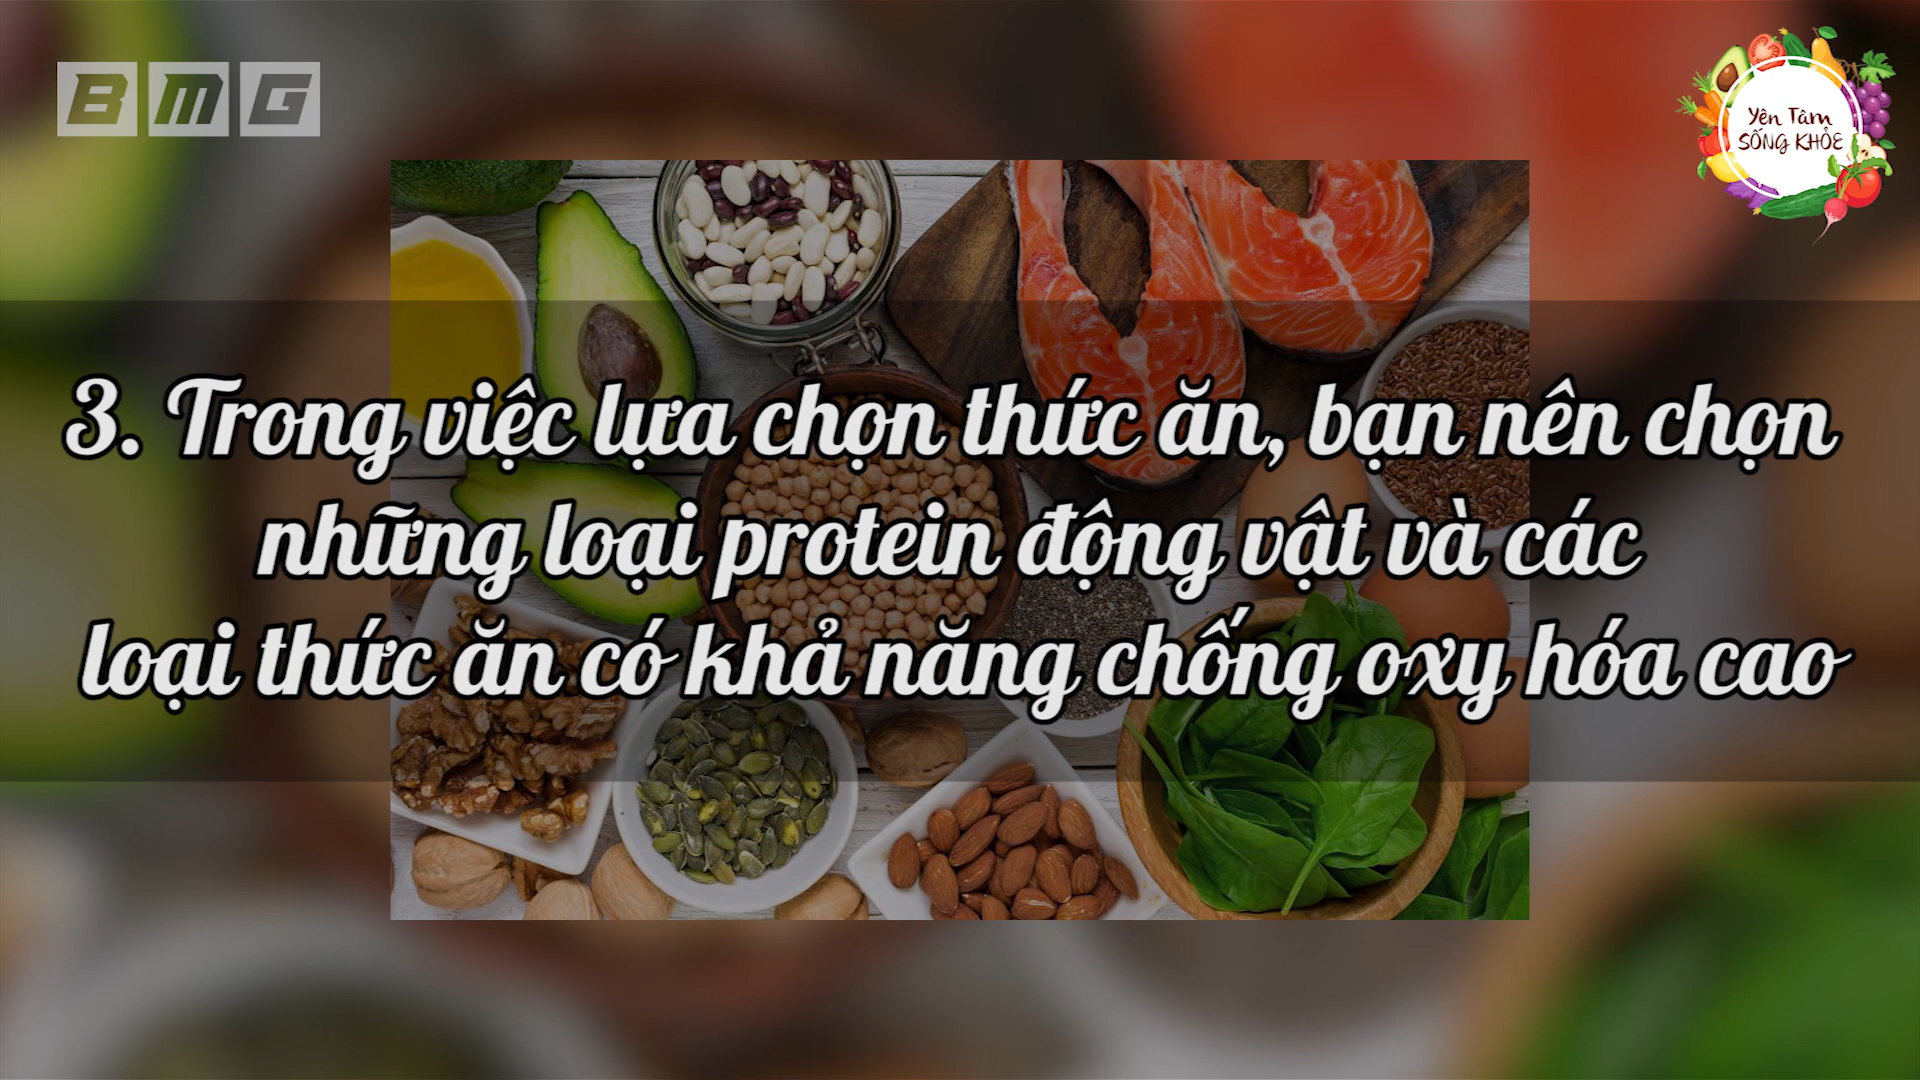 BMG
Yên Tâm
SỐNG KHỎE
3. Trong việc lựa chọn thức ăn, bạn nên chọn
những loại protein động vật và các
loại thức ăn có khả năng chống oxy hóa cao